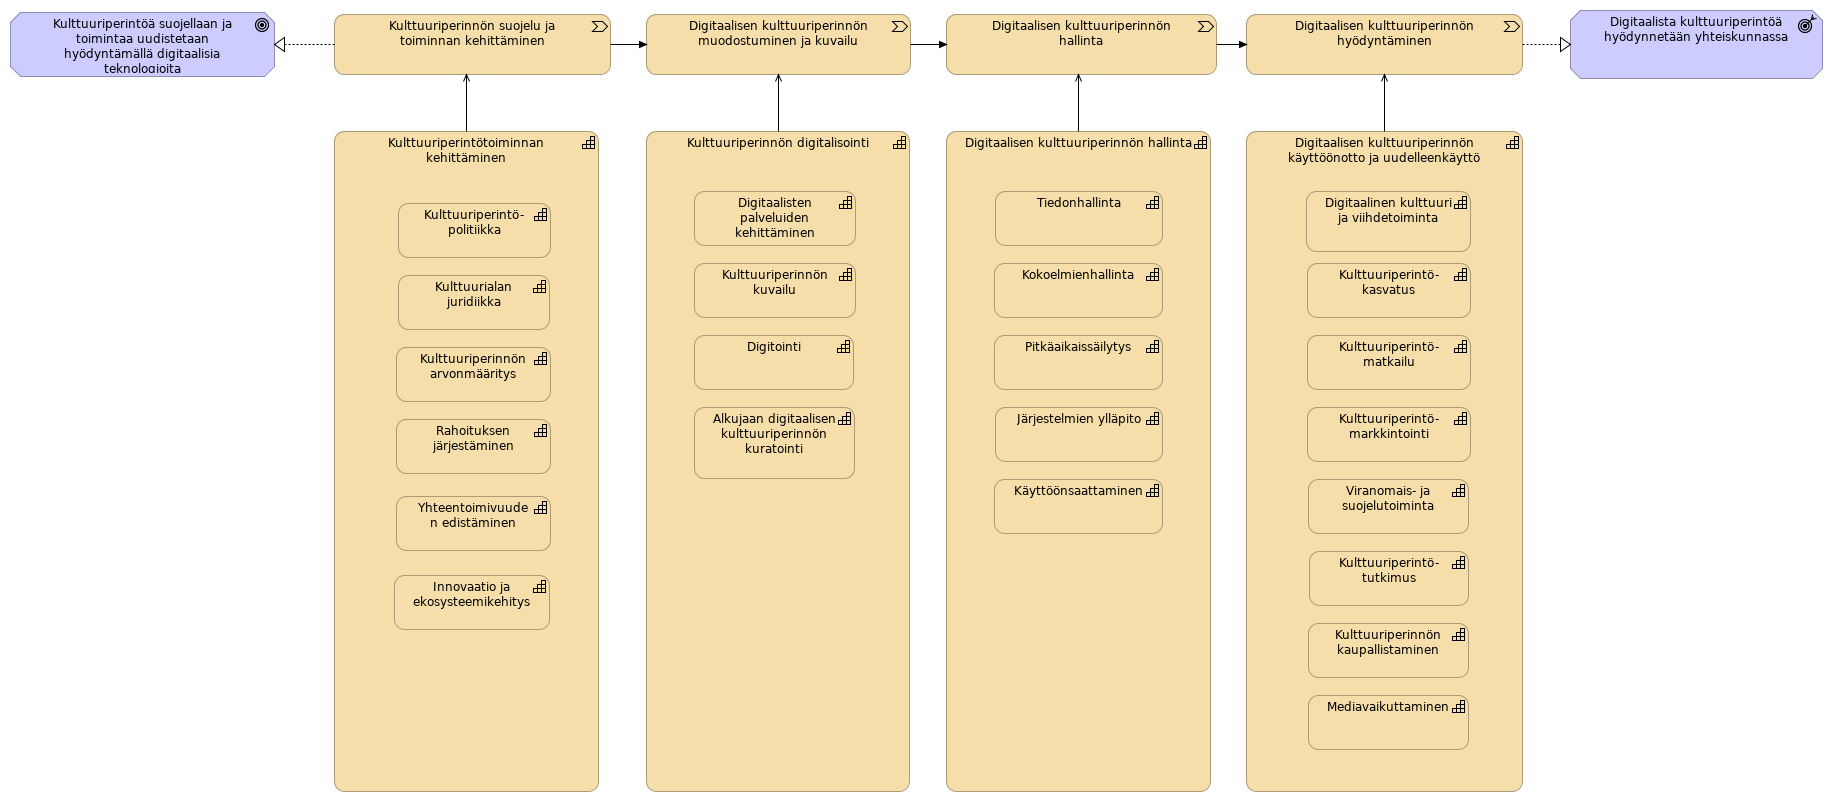 Kulttuuriperintöä suojellaan ja
toimintaa uudistetaan
hyödyntämällä digitaalisia
teknologioita
Kulttuuriperinnön suojelu ja
toiminnan kehittäminen
Digitaalisen kulttuuriperinnön
muodostuminen ja kuvailu
Digitaalisen kulttuuriperinnön
hallinta
Digitaalisen kulttuuriperinnön
hyödyntäminen
Digitaalista kulttuuriperintöä
hyödynnetään yhteiskunnassa
Kulttuuriperintötoiminnan
kehittäminen
Kulttuuriperintö-
politiikka
Kulttuurialan
juridiikka
Kulttuuriperinnön
arvonmääritys
Rahoituksen
järjestäminen
Yhteentoimivuude
n edistäminen
Innovaatio ja
ekosysteemikehitys
Kulttuuriperinnön digitalisointi
Digitaalisten
palveluiden
kehittäminen
Kulttuuriperinnön
kuvailu
Digitointi
Alkujaan digitaalisen
kulttuuriperinnön
kuratointi
Digitaalisen kulttuuriperinnön hallinta
Tiedonhallinta
Kokoelmienhallinta
Pitkäaikaissäilytys
Järjestelmien ylläpito
Käyttöönsaattaminen
Digitaalisen kulttuuriperinnön
käyttöönotto ja uudelleenkäyttö
Digitaalinen kulttuuri
ja viihdetoiminta
Kulttuuriperintö-
kasvatus
Kulttuuriperintö-
matkailu
Kulttuuriperintö-
markkintointi
Viranomais- ja
suojelutoiminta
Kulttuuriperintö-
tutkimus
Kulttuuriperinnön
kaupallistaminen
Mediavaikuttaminen